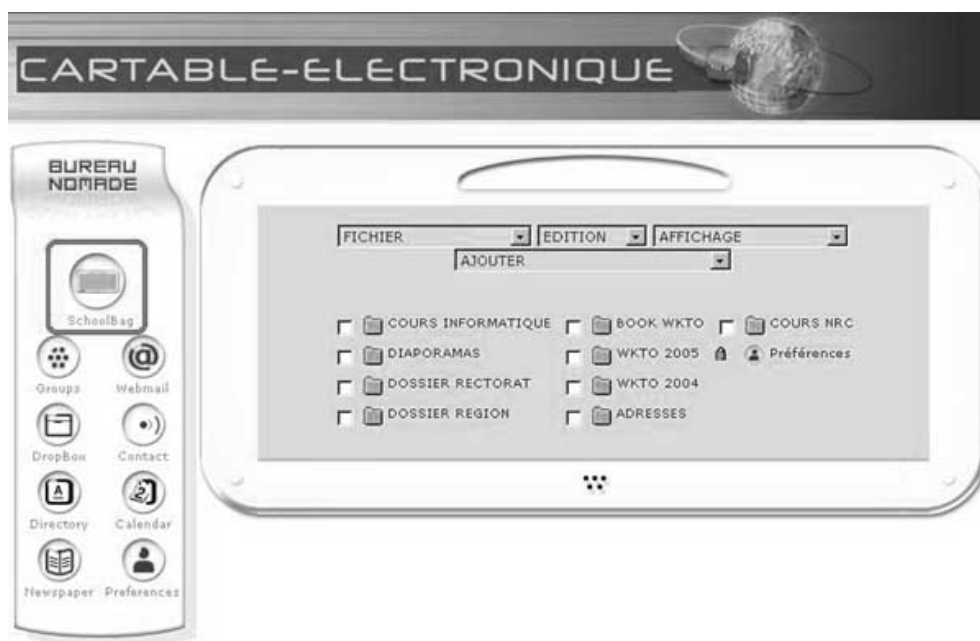 CARTABLE-ELECTRONIQUE
BUREAU
NOMADE
SchoolBag
Groups Webmail
DropBox Contact
Directory Calendar
Newspaper Preferences
FICHIER EDITION AFFICHAGE
AJOUTER
COURS INFORMATIQUE BOOK WKTO COURS NRC
DIAPORAMAS WKTO 2005 Préférences
DOSSIER RECTORAT WKTO 2004
DOSSIER REGION ADRESSES